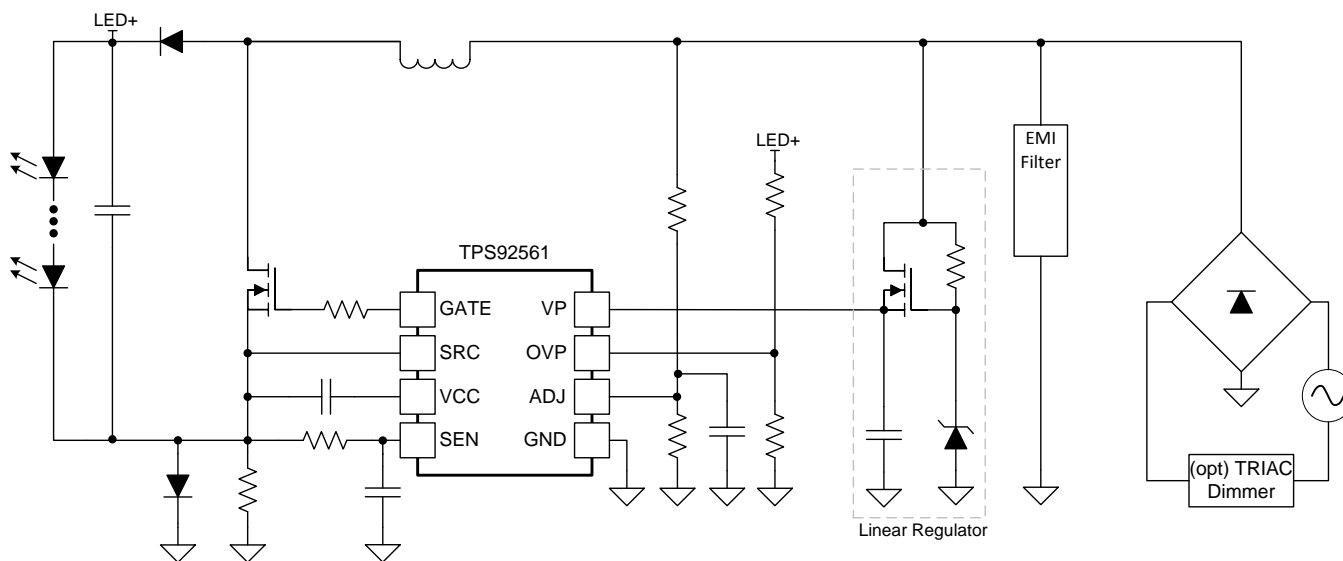 LED+
LED+
EMI
Filter
TPS92561
GATE
VP
SRC
OVP
VCC
ADJ
SEN
GND
(opt) TRIAC
Dimmer
Linear Regulator